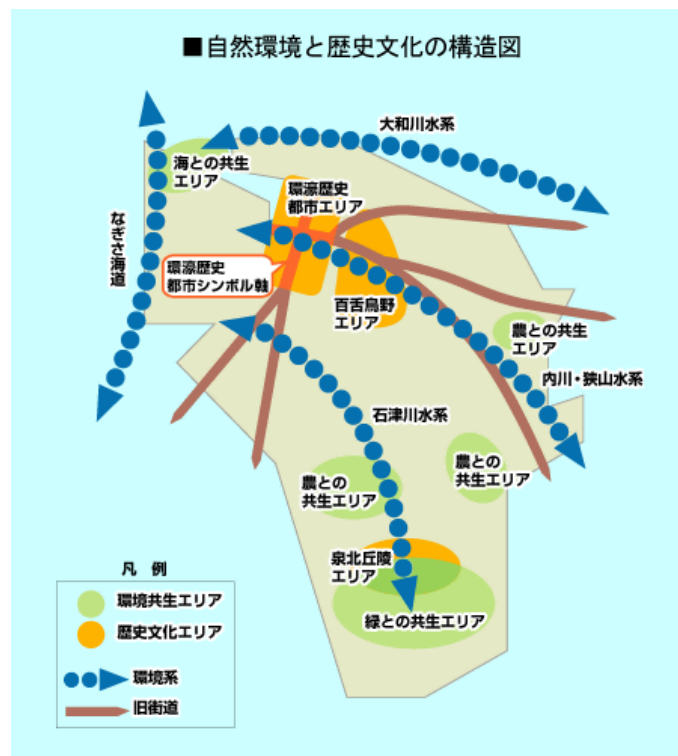 ■自然環境と歴史文化の構造図
大和川水系
海との共生
エリア
環濠歴史
都市エリア
なぎさ海道
環濠歴史
都市シンボル軸
百舌鳥野
エリア
農との共生
エリア
内川・狭山水系
石津川水系
農との
共生エリア
農との
共生エリア
泉北丘陵
エリア
緑との共生エリア
凡 例
環境共生エリア
歴史文化エリア
環境系
旧街道